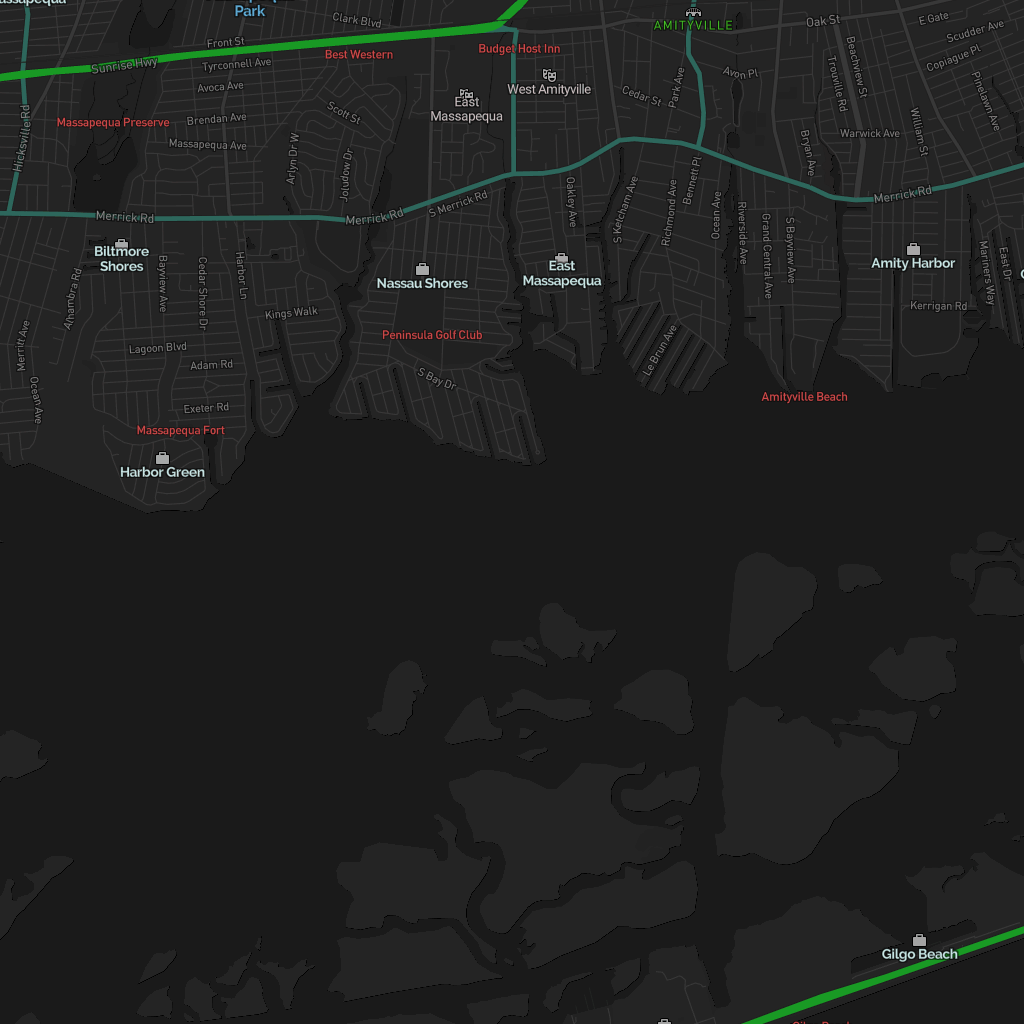 Park
Clark Blvd
AMITYVILLE
Oak St
E Gate
Scudder Ave
Front St
Best Western
Budget Host Inn
Beachview St
Copiague Pl
Sunrise Hwy
Tyrconnell Ave
Avon Pl
Trouville Rd
Pinelawn Ave
Avoca Ave
West Amityville
Park Ave
Cedar St
East
Massapequa
Scott St
Massapequa Preserve
Brendan Ave
William St
Hicksville Rd
Warwick Ave
Bryan Ave
Massapequa Ave
Arlyn Dr W
Joludow Dr
Bennett Pl
Merrick Rd
Merrick Rd
S Merrick Rd
Oakley Ave
S Ketcham Ave
Richmond Ave
Ocean Ave
Riverside Ave
Grand Central Ave
S Bayview Ave
Merrick Rd
Biltmore
Shores
Nassau Shores
East
Massapequa
Amity Harbor
Mariners Way
East Dr
Alhambra Rd
Bayview Ave
Cedar Shore Dr
Harbor Ln
Kings Walk
Kerrigan Rd
Merritt Ave
Lagoon Blvd
Adam Rd
Peninsula Golf Club
Le Brun Ave
S Bay Dr
Ocean Ave
Exeter Rd
Amityville Beach
Massapequa Fort
Harbor Green
Gilgo Beach